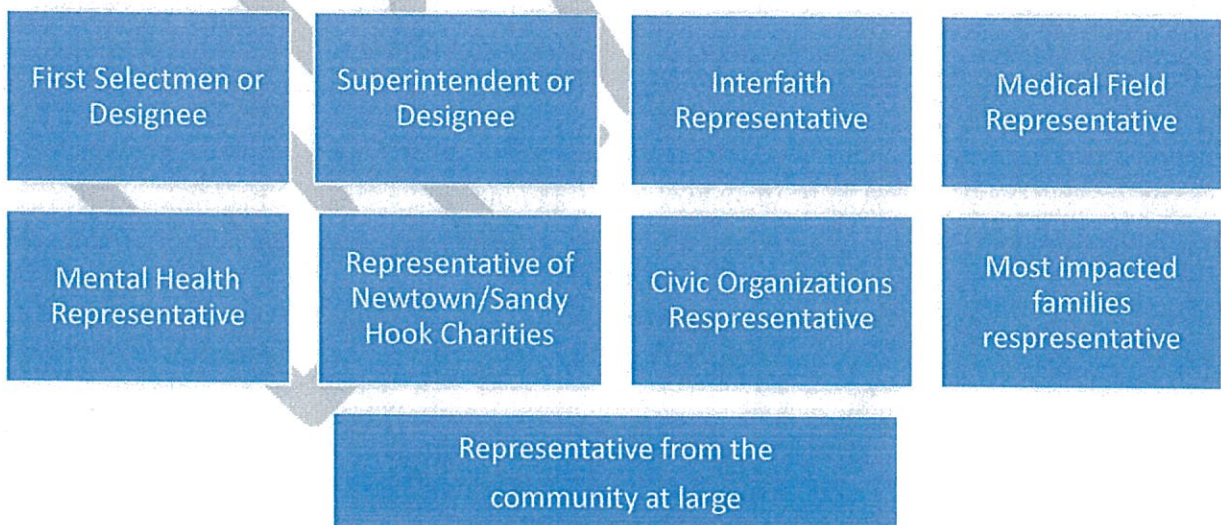 First Selectmen or
Designee
Superintendent or
Designee
Interfaith
Representative
Medical Field
Representative
Mental Health
Representative
Representative of
Newtown/Sandy
Hook Charities
Civic Organizations
Respresentative
Most impacted
families
respresentative
Representative from the
community at large